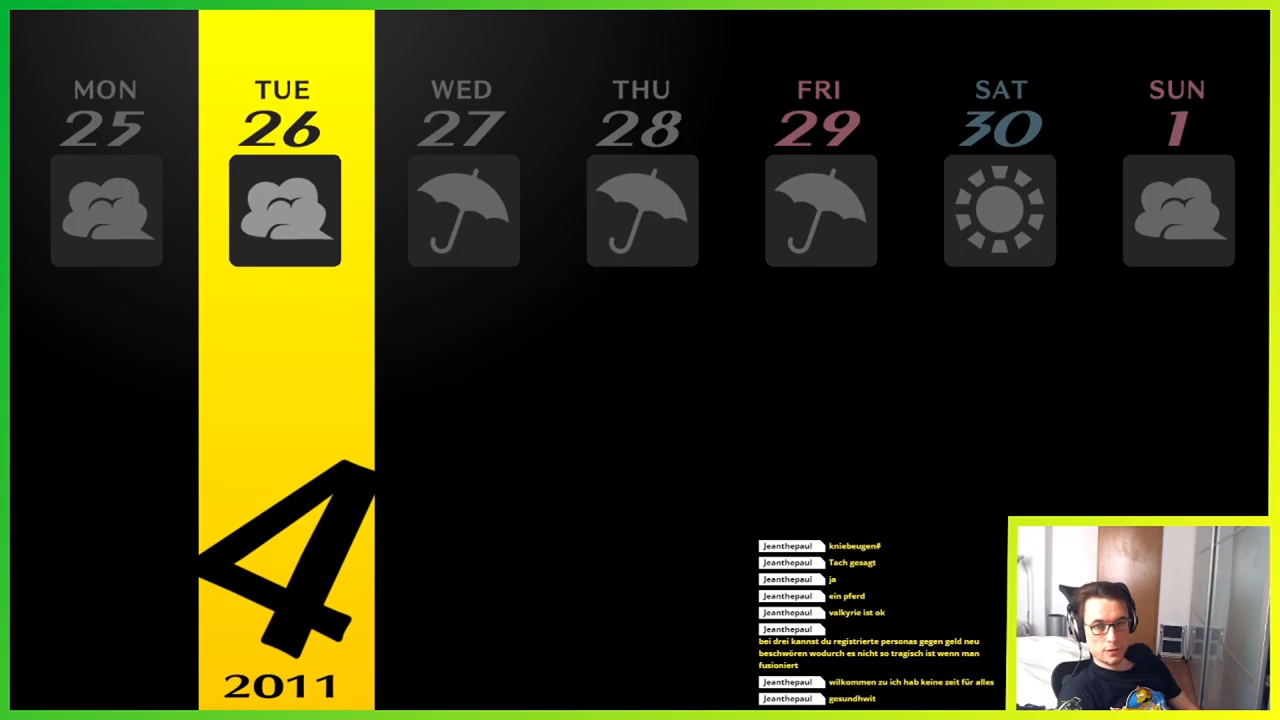 MON TUE WED THU FRI SAT SUN
25 26 27 28 29 30 1
4
2011
Jeanthepaul kniebeugen#
Jeanthepaul Tach gesagt
Jeanthepaul ja
Jeanthepaul ein pferd
Jeanthepaul valkyrie ist ok
Jeanthepaul
bei drei kannst du registrierte personas gegen geld neu
beschwören wodurch es nicht so tragisch ist wenn man
fusioniert
Jeanthepaul wilkommen zu ich hab keine zeit für alles
Jeanthepaul gesundhwit